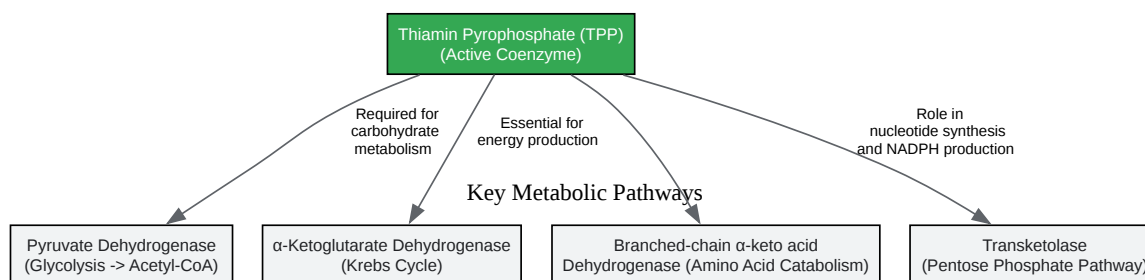 Thiamin Pyrophosphate (TPP)
(Active Coenzyme)
Required for
carbohydrate
metabolism
Essential for
energy production
Role in
nucleotide synthesis
and NADPH production
Key Metabolic Pathways
Pyruvate Dehydrogenase
(Glycolysis -> Acetyl-CoA)
α-Ketoglutarate Dehydrogenase
(Krebs Cycle)
Branched-chain α-keto acid
Dehydrogenase (Amino Acid Catabolism)
Transketolase
(Pentose Phosphate Pathway)